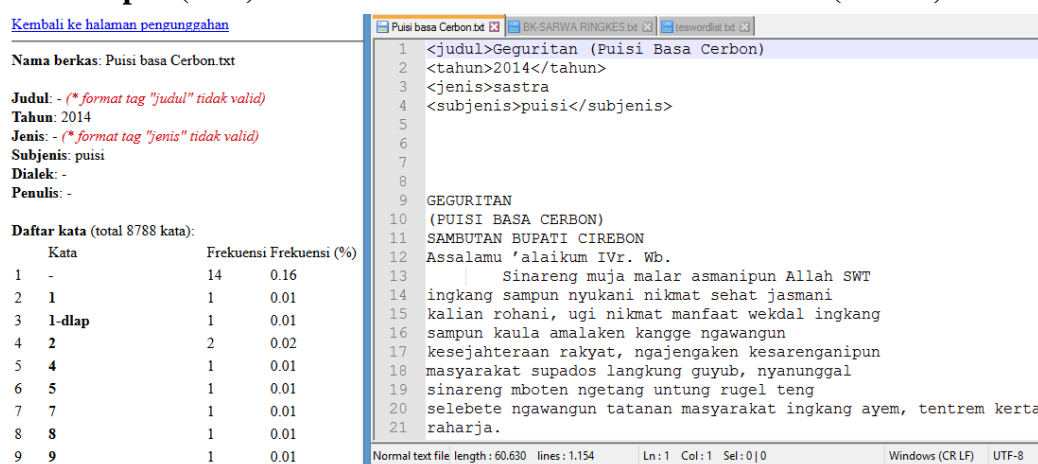 Kembali ke halaman pengunggahan
Nama berkas: Puisi basa Cerbon.txt
Judul: - (* format tag "judul" tidak valid)
Tahun: 2014
Jenis: - (* format tag "jenis" tidak valid)
Subjenis: puisi
Dialek: -
Penulis: -
Daftar kata (total 8788 kata):
Kata Frekuensi Frekuensi (%)
1 - 14 0.16
2 1 1 0.01
3 1-dlap 1 0.01
4 2 2 0.02
5 4 1 0.01
6 5 1 0.01
7 7 1 0.01
8 8 1 0.01
9 9 1 0.01
Puisi basa Cerbon.txt BK-SARWA RINGKES.txt teswordlist.txt
1 <judul>Geguritan (Puisi Basa Cerbon)
2 <tahun>2014</tahun>
3 <jenis>sastra
4 <subjenis>puisi</subjenis>
5
6
7
8
9 GEGURITAN
10 (PUISI BASA CERBON)
11 SAMBUTAN BUPATI CIREBON
12 Assalamu ’alaikum IVr. Wb.
13 Sinareng muja malar asmanipun Allah SWT
14 ingkang sampun nyukani nikmat sehat jasmani
15 kalian rohani, ugi nikmat manfaat wekdal ingkang
16 sampun kaula amalaken kangge ngawangun
17 kesejahteraan rakyat, ngajengaken kesarenganipun
18 masyarakat supados langkung guyub, nyanunggal
19 sinareng mboten ngetang untung rugel teng
20 selebete ngawangun tatanan masyarakat ingkang ayem, tentrem kerta
21 raharja.
Normal text file length : 60.630 lines : 1.154 Ln : 1 Col : 1 Sel : 0 | 0 Windows (CR LF) UTF-8